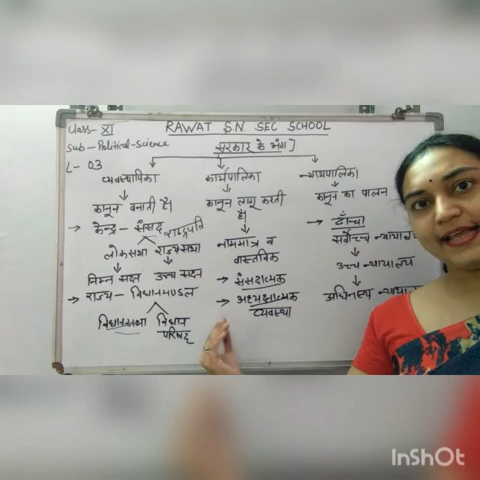 Class - XI RAWAT S.N. SEC SCHOOL
Sub - Political-Science सरकार के अंग]
L - 03
व्यवस्थापिका कार्यपालिका न्यायपालिका
कानून बनाती है। कानून लागू करती है। कानून का पालन
→ केन्द्र - संसद राष्ट्रपति → ढाँचा
लोकसभा राज्यसभा नाममात्र व वास्तविक सर्वोच्च
निम्न सदन उच्च सदन → संसदात्मक उच्च न्यायालय
→ राज्य - विधानमण्डल → अध्यक्षात्मक व्यवस्था अधिनस्थ
विधानसभा विधान परिषद्
InShOt